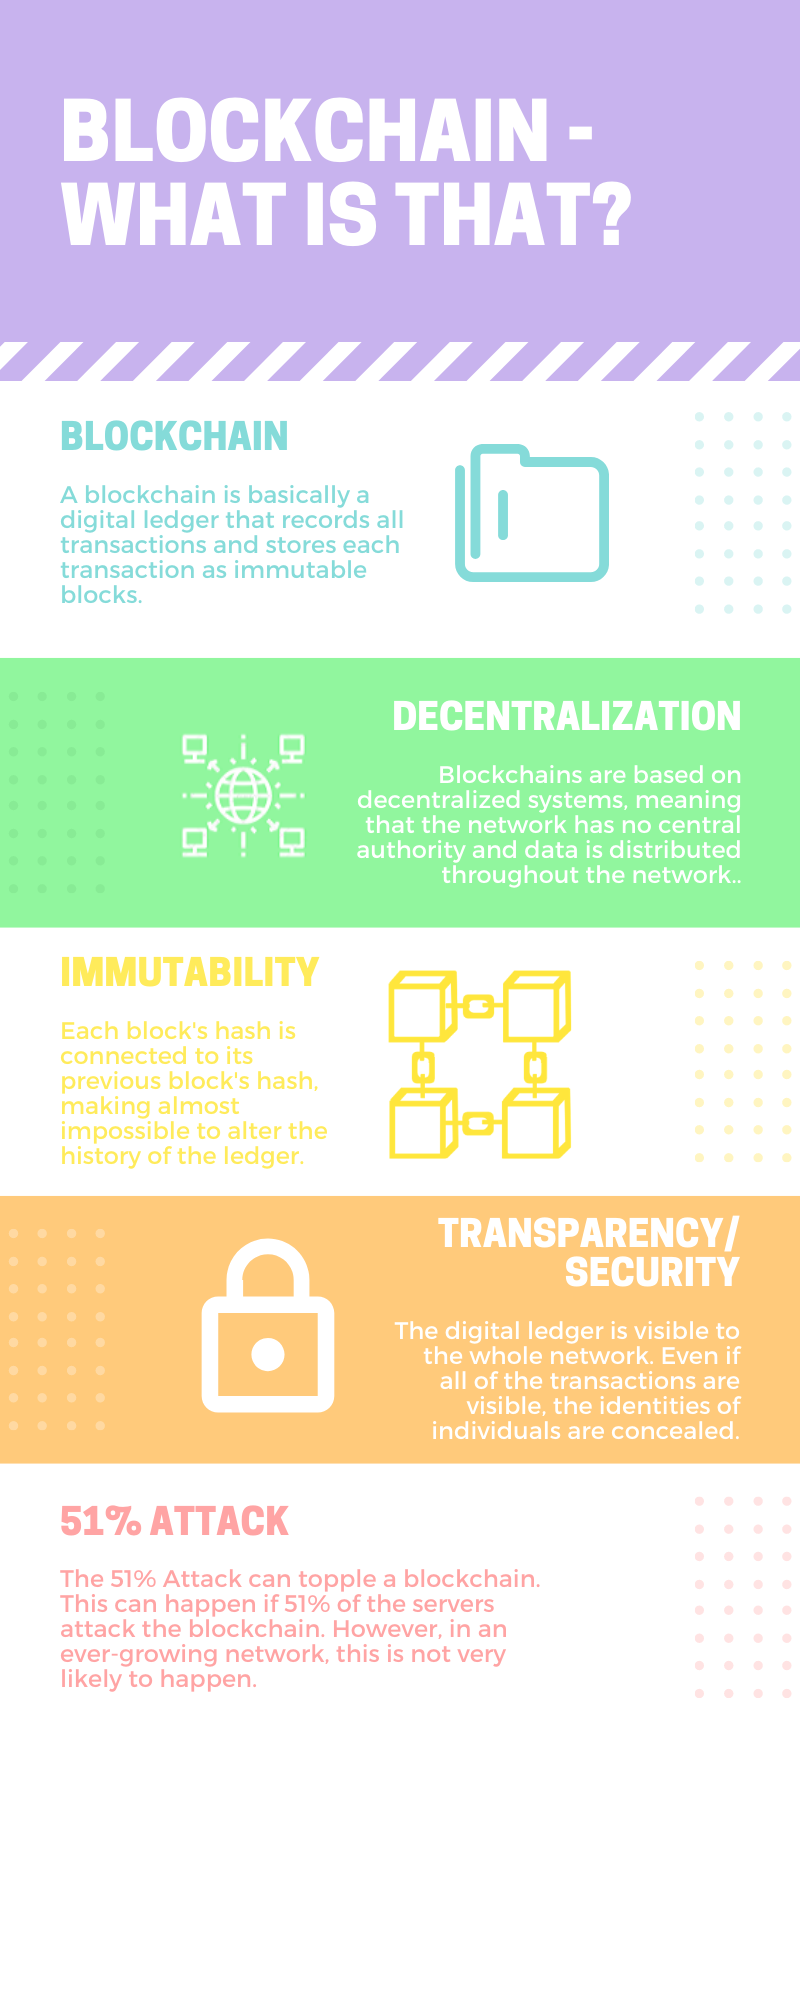 BLOCKCHAIN -
WHAT IS THAT?
BLOCKCHAIN
A blockchain is basically a
digital ledger that records all
transactions and stores each
transaction as immutable
blocks.
DECENTRALIZATION
Blockchains are based on
decentralized systems, meaning
that the network has no central
authority and data is distributed
throughout the network..
IMMUTABILITY
Each block's hash is
connected to its
previous block's hash,
making almost
impossible to alter the
history of the ledger.
TRANSPARENCY/
SECURITY
The digital ledger is visible to
the whole network. Even if
all of the transactions are
visible, the identities of
individuals are concealed.
51% ATTACK
The 51% Attack can topple a blockchain.
This can happen if 51% of the servers
attack the blockchain. However, in an
ever-growing network, this is not very
likely to happen.